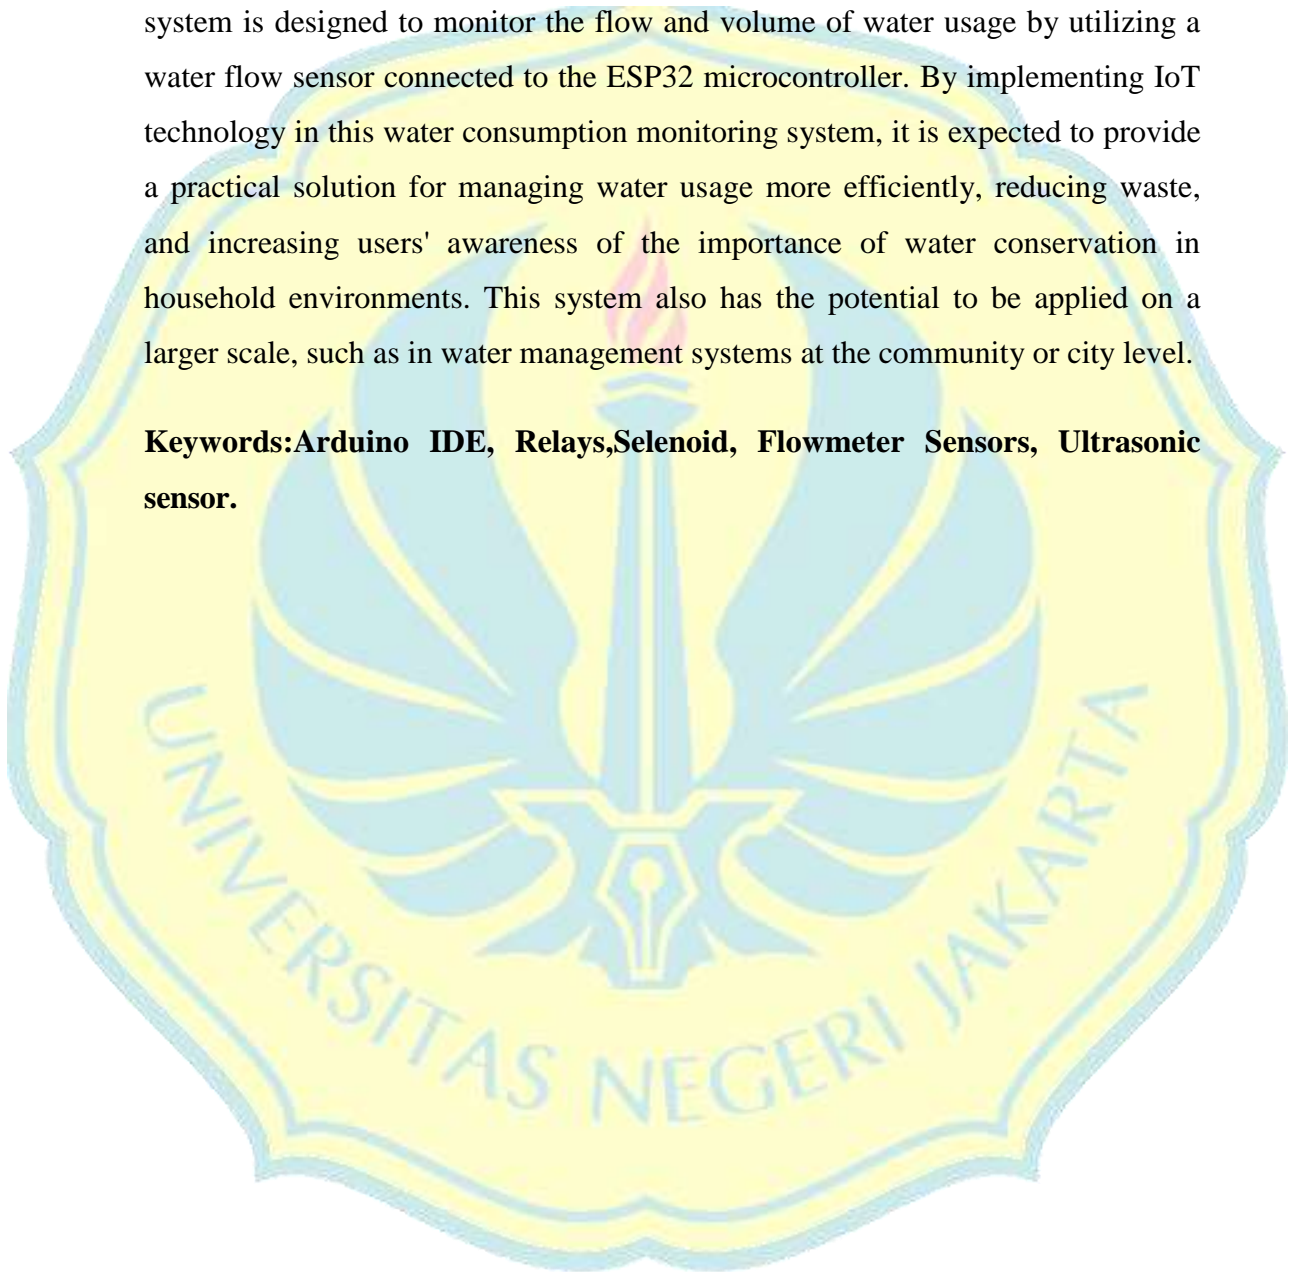 system is designed to monitor the flow and volume of water usage by utilizing a
water flow sensor connected to the ESP32 microcontroller. By implementing IoT
technology in this water consumption monitoring system, it is expected to provide
a practical solution for managing water usage more efficiently, reducing waste,
and increasing users' awareness of the importance of water conservation in
household environments. This system also has the potential to be applied on a
larger scale, such as in water management systems at the community or city level.
Keywords:Arduino IDE, Relays,Selenoid, Flowmeter Sensors, Ultrasonic
sensor.
UNIVERSITAS NEGERI JAKARTA